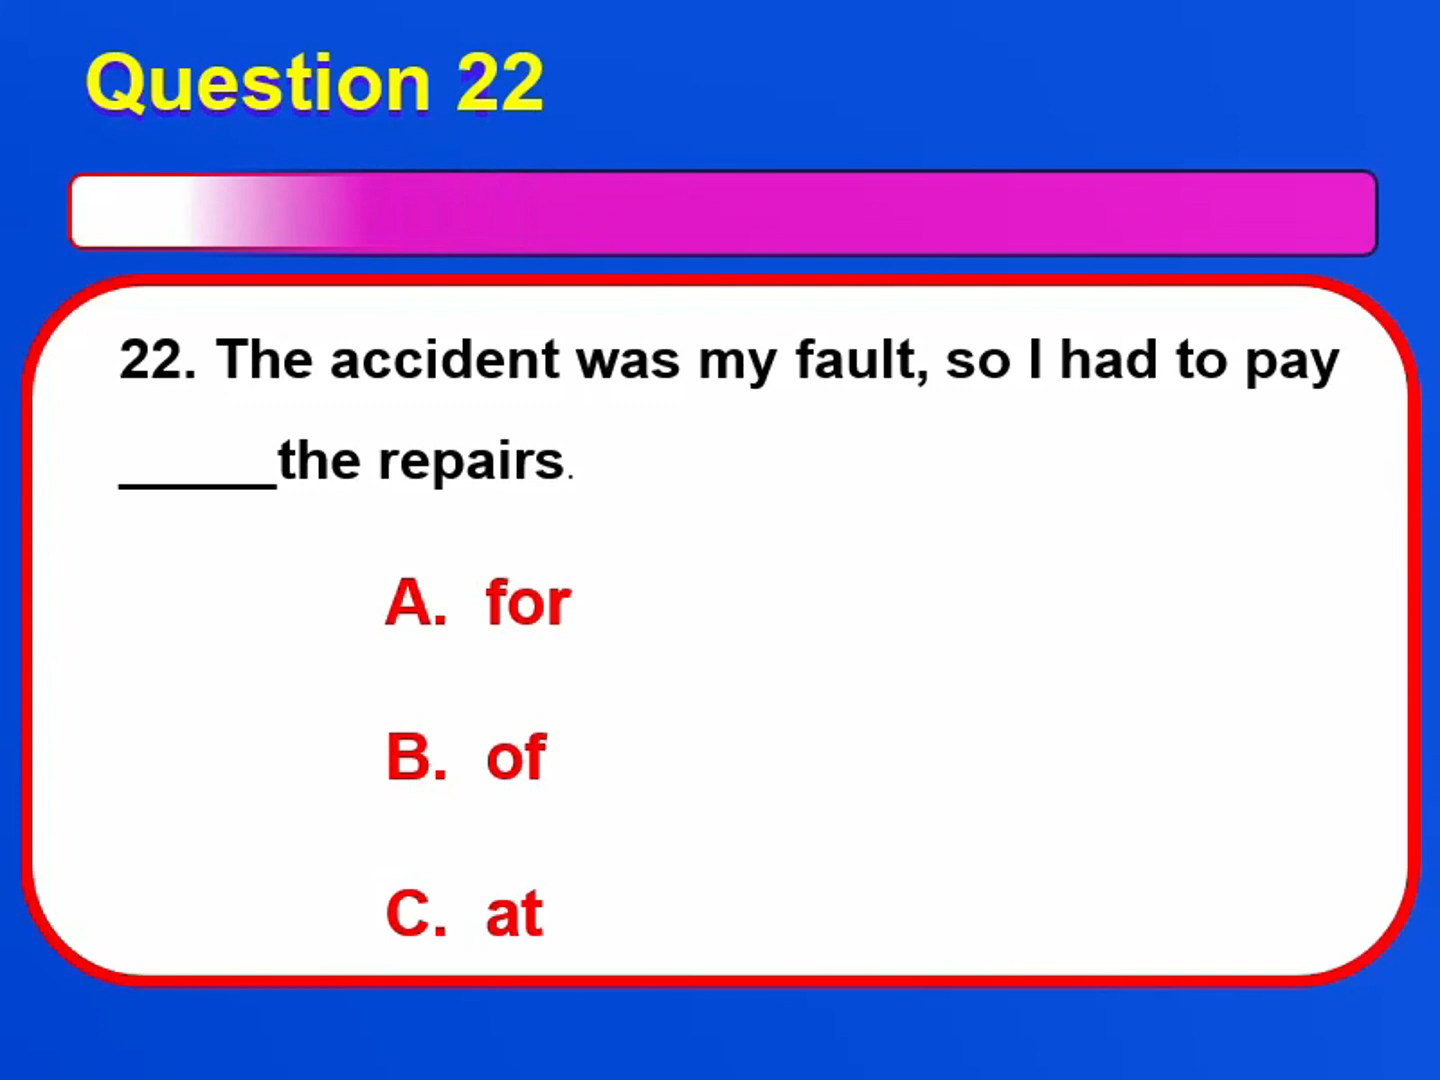 Question 22
22. The accident was my fault, so I had to pay
_____the repairs.
A. for
B. of
C. at